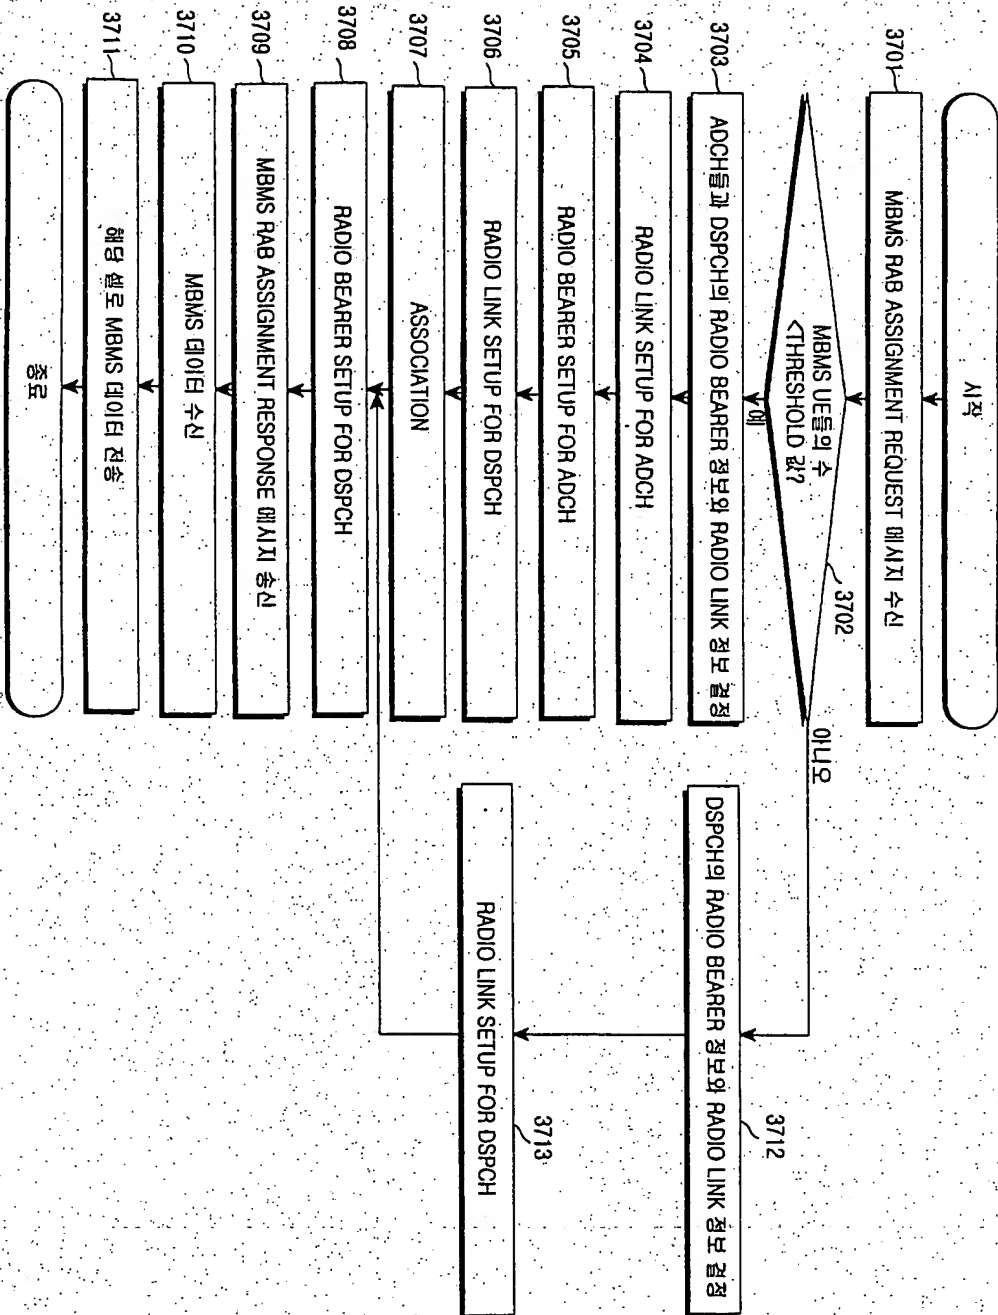 시작
3701
MBMS RAB ASSIGNMENT REQUEST 메시지 수신
3702
MBMS UE들의 수
<THRESHOLD 값?
예
아니오
3703
ADCH들과 DSPCH의 RADIO BEARER 정보와 RADIO LINK 정보 결정
3704
RADIO LINK SETUP FOR ADCH
3705
RADIO BEARER SETUP FOR ADCH
3706
RADIO LINK SETUP FOR DSPCH
3707
ASSOCIATION
3708
RADIO BEARER SETUP FOR DSPCH
3709
MBMS RAB ASSIGNMENT RESPONSE 메시지 송신
3710
MBMS 데이터 수신
3711
해당 셀로 MBMS 데이터 전송
종료
3712
DSPCH의 RADIO BEARER 정보와 RADIO LINK 정보 결정
3713
RADIO LINK SETUP FOR DSPCH